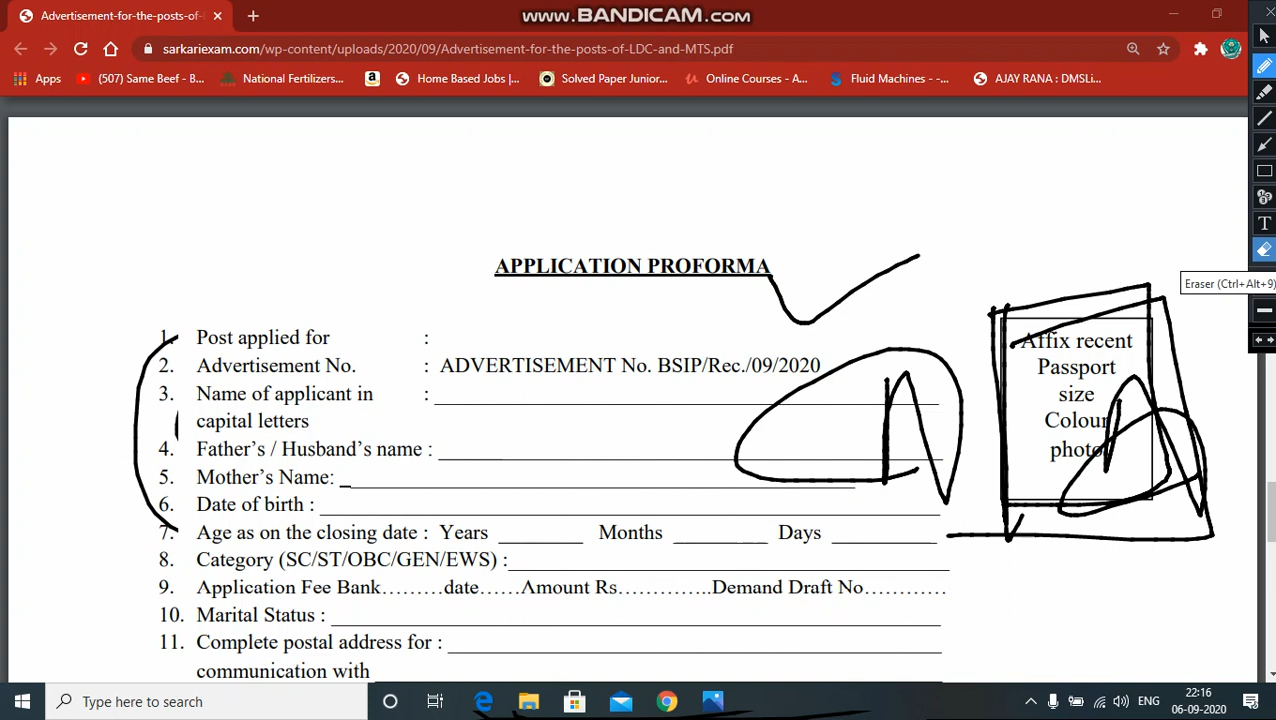 Advertisement-for-the-posts-of-L
www.BANDICAM.com
sarkariexam.com/wp-content/uploads/2020/09/Advertisement-for-the-posts-of-LDC-and-MTS.pdf
Apps
(507) Same Beef - B...
National Fertilizers...
Home Based Jobs |...
Solved Paper Junior...
Online Courses - A...
Fluid Machines - -...
AJAY RANA : DMSLi...
APPLICATION PROFORMA
Eraser (Ctrl+Alt+9)
Affix recent
Passport
size
Colour
photo
1. Post applied for :
2. Advertisement No. : ADVERTISEMENT No. BSIP/Rec./09/2020
3. Name of applicant in :
capital letters
4. Father's / Husband's name :
5. Mother's Name:
6. Date of birth :
7. Age as on the closing date : Years Months Days
8. Category (SC/ST/OBC/GEN/EWS) :
9. Application Fee Bank.........date......Amount Rs.............Demand Draft No............
10. Marital Status :
11. Complete postal address for :
communication with
Type here to search
ENG
22:16
06-09-2020